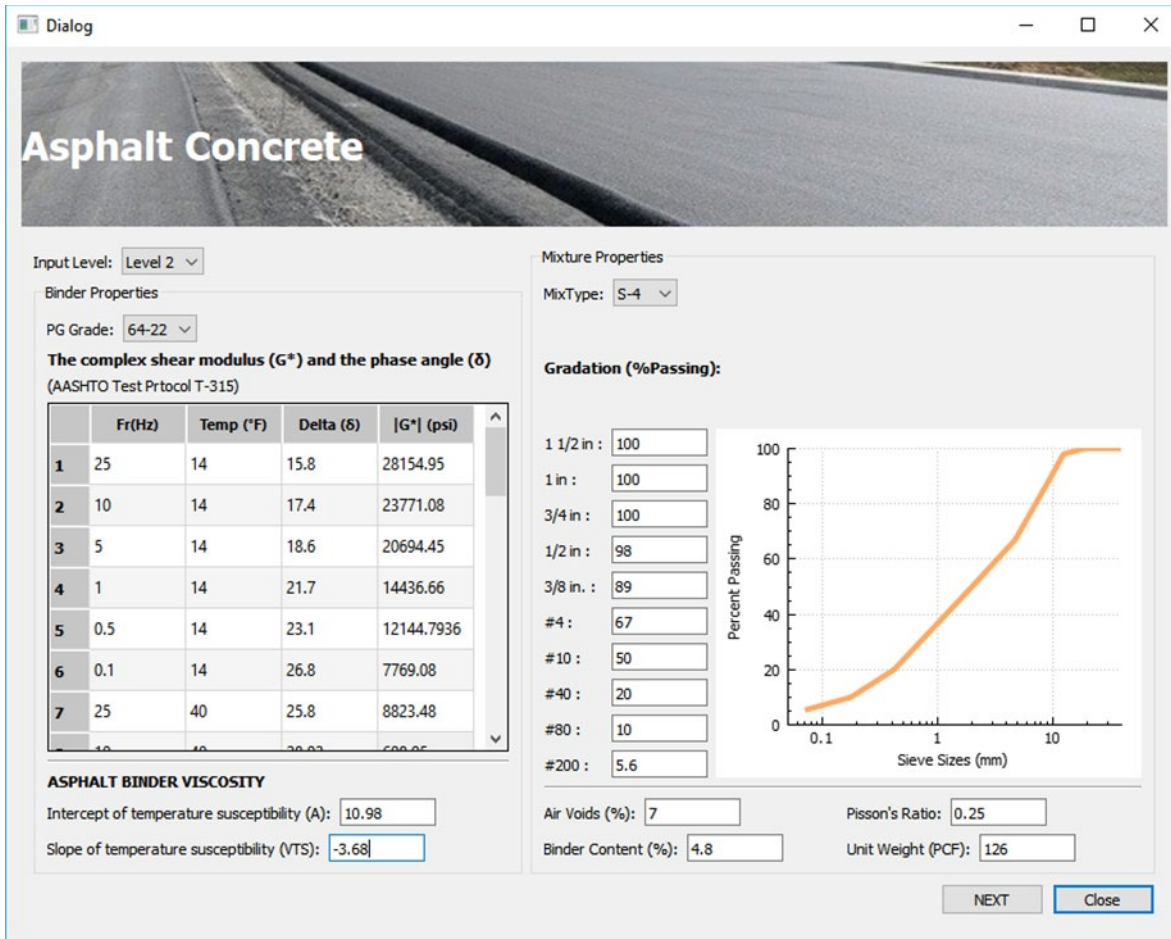 Dialog
Asphalt Concrete
Input Level: Level 2
Binder Properties
PG Grade: 64-22
The complex shear modulus (G*) and the phase angle (δ)
(AASHTO Test Prtocol T-315)
Fr(Hz) Temp (°F) Delta (δ) |G*| (psi)
1 25 14 15.8 28154.95
2 10 14 17.4 23771.08
3 5 14 18.6 20694.45
4 1 14 21.7 14436.66
5 0.5 14 23.1 12144.7936
6 0.1 14 26.8 7769.08
7 25 40 25.8 8823.48
ASPHALT BINDER VISCOSITY
Intercept of temperature susceptibility (A): 10.98
Slope of temperature susceptibility (VTS): -3.68
Mixture Properties
MixType: S-4
Gradation (%Passing):
1 1/2 in : 100
1 in : 100
3/4 in : 100
1/2 in : 98
3/8 in. : 89
#4 : 67
#10 : 50
#40 : 20
#80 : 10
#200 : 5.6
Percent Passing
100
80
60
40
20
0
0.1 1 10
Sieve Sizes (mm)
Air Voids (%): 7 Pisson's Ratio: 0.25
Binder Content (%): 4.8 Unit Weight (PCF): 126
NEXT Close